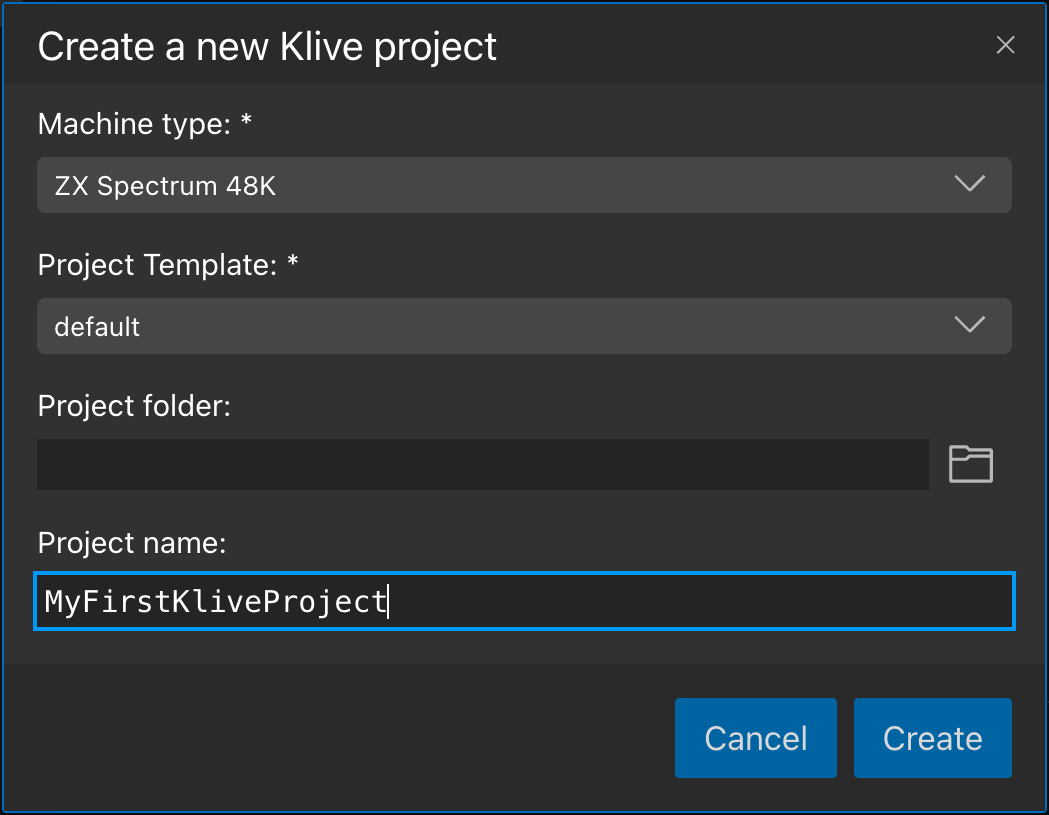 Create a new Klive project
Machine type: *
ZX Spectrum 48K
Project Template: *
default
Project folder:
Project name:
MyFirstKliveProject
Cancel Create